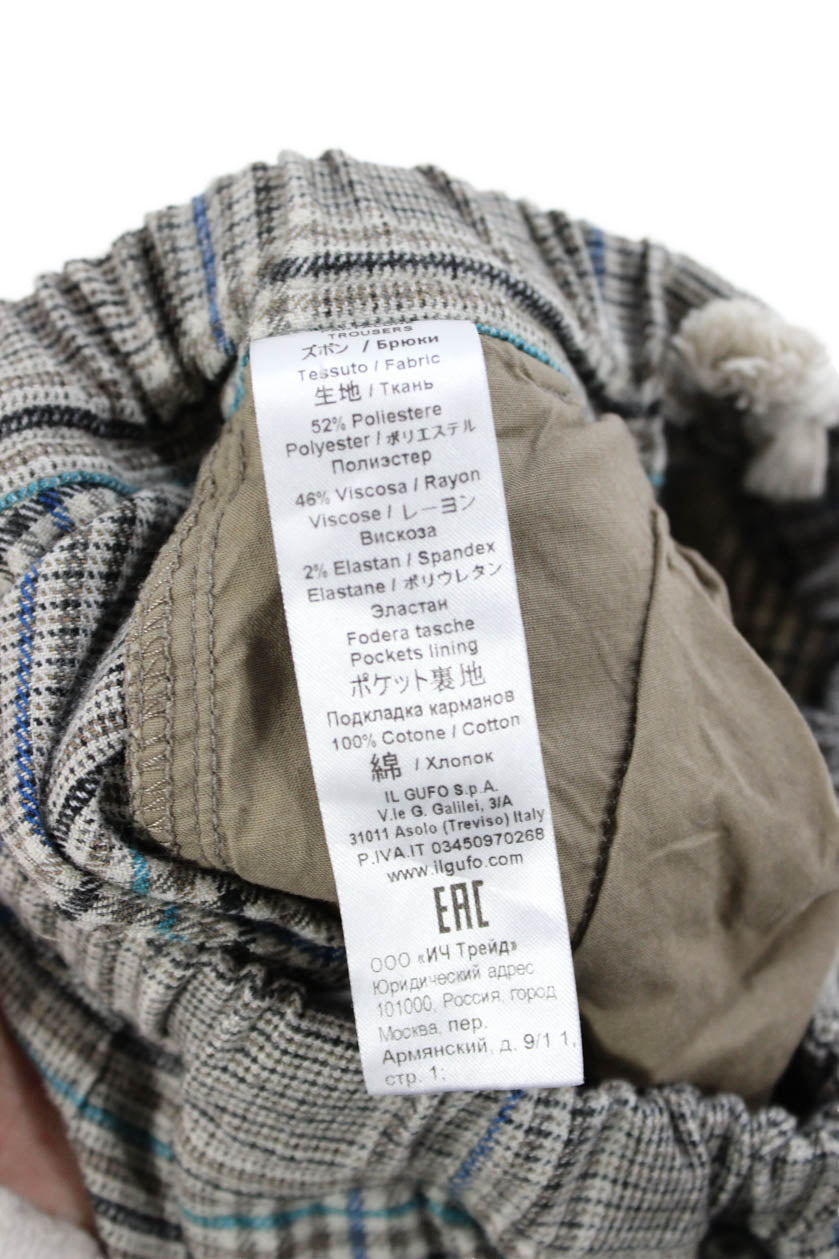 TROUSERS
ズボン / Брюки
Tessuto / Fabric
生地 / Ткань
52% Poliestere
Polyester / ポリエステル
Полиэстер
46% Viscosa / Rayon
Viscose / レーヨン
Вискоза
2% Elastan / Spandex
Elastane / ポリウレタン
Эластан
Fodera tasche
Pockets lining
ポケット裏地
Подкладка карманов
100% Cotone / Cotton
綿 / Хлопок
IL GUFO S.p.A.
V.le G. Galilei, 3/A
31011 Asolo (Treviso) Italy
P.IVA.IT 03450970268
www.ilgufo.com
EAC
ООО «ИЧ Трейд»
Юридический адрес
101000, Россия, город
Москва, пер.
Армянский, д. 9/1 1,
стр. 1;